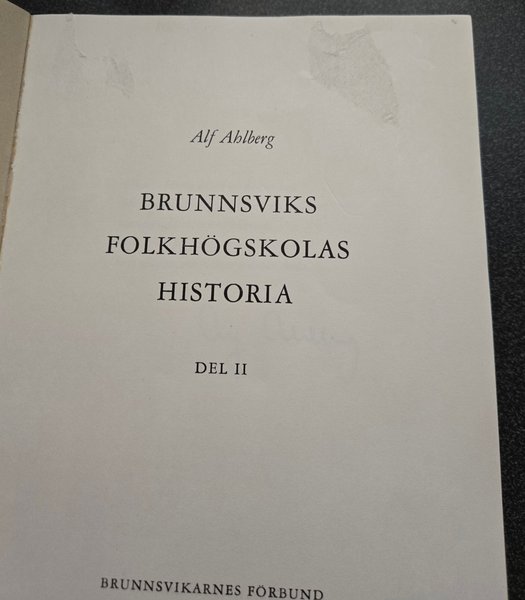 Alf Ahlberg
BRUNNSVIKS
FOLKHÖGSKOLAS
HISTORIA
DEL II
BRUNNSVIKARNES FÖRBUND